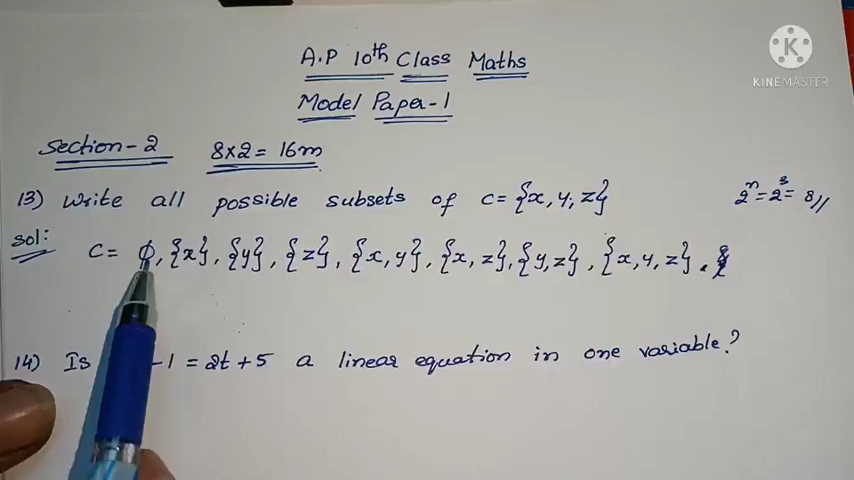 A.P 10th Class Maths
KINEMASTER
Model Paper-1
Section-2 8x2=16m
13) Write all possible subsets of C={x,y,z} 2ⁿ=2³=8//
Sol: C= ϕ,{x},{y},{z},{x,y},{x,z},{y,z},{x,y,z}.
14) Is -1=2t+5 a linear equation in one variable?